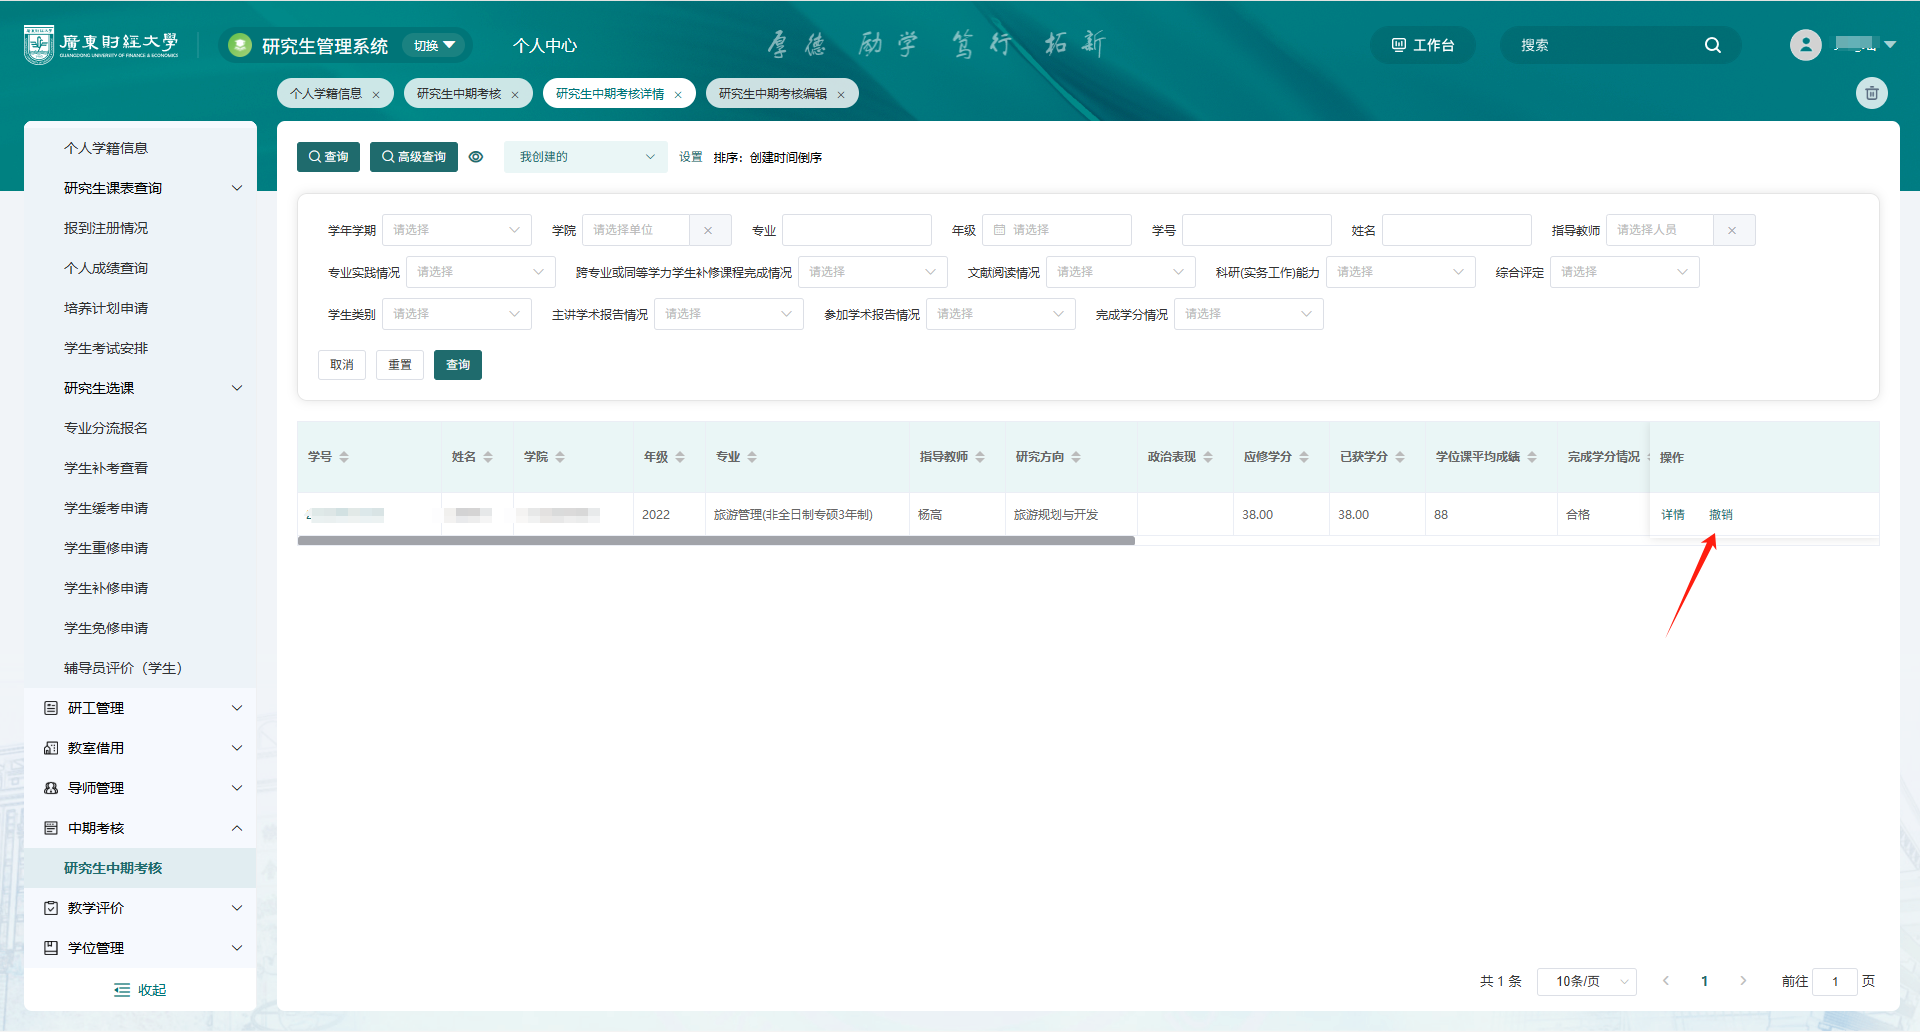 廣東財經大學
GUANGDONG UNIVERSITY OF FINANCE & ECONOMICS
研究生管理系统 切换 个人中心
厚德 励学 笃行 拓新
工作台 搜索
个人学籍信息 × 研究生中期考核 × 研究生中期考核详情 × 研究生中期考核编辑 ×
个人学籍信息
研究生课表查询
报到注册情况
个人成绩查询
培养计划申请
学生考试安排
研究生选课
专业分流报名
学生补考查看
学生缓考申请
学生重修申请
学生补修申请
学生免修申请
辅导员评价（学生）
研工管理
教室借用
导师管理
中期考核
研究生中期考核
教学评价
学位管理
收起
查询 高级查询 我创建的 设置 排序：创建时间倒序
学年学期 请选择 学院 请选择单位 × 专业 年级 请选择 学号 姓名 指导教师 请选择人员 ×
专业实践情况 请选择 跨专业或同等学力学生补修课程完成情况 请选择 文献阅读情况 请选择 科研(实务工作)能力 请选择 综合评定 请选择
学生类别 请选择 主讲学术报告情况 请选择 参加学术报告情况 请选择 完成学分情况 请选择
取消 重置 查询
学号 姓名 学院 年级 专业 指导教师 研究方向 政治表现 应修学分 已获学分 学位课平均成绩 完成学分情况 操作
2022 旅游管理(非全日制专硕3年制) 杨高 旅游规划与开发 38.00 38.00 88 合格 详情 撤销
共 1 条 10条/页 1 前往 1 页